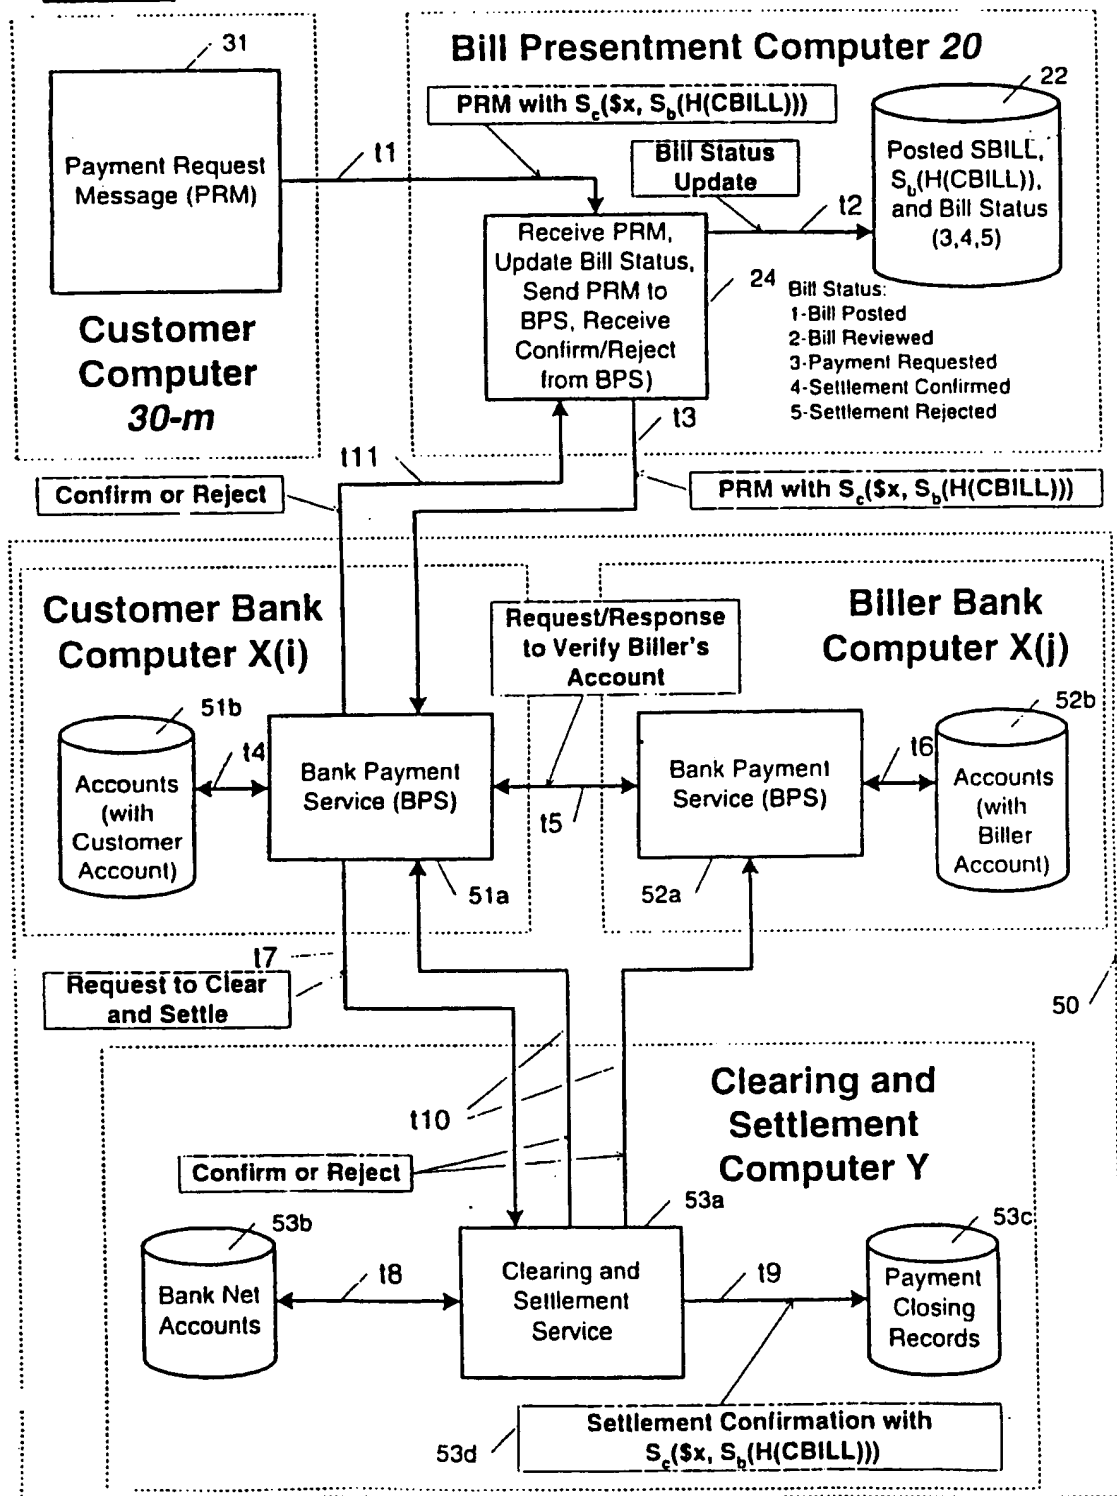 31
Payment Request
Message (PRM)
Customer
Computer
30-m
t1
Bill Presentment Computer 20
PRM with Sc($x, Sb(H(CBILL)))
Bill Status
Update
t2
22
Posted SBILL,
Sb(H(CBILL)),
and Bill Status
(3,4,5)
Receive PRM,
Update Bill Status,
Send PRM to
BPS, Receive
Confirm/Reject
from BPS)
24
Bill Status:
1-Bill Posted
2-Bill Reviewed
3-Payment Requested
4-Settlement Confirmed
5-Settlement Rejected
t3
t11
Confirm or Reject
PRM with Sc($x, Sb(H(CBILL)))
Customer Bank
Computer X(i)
Request/Response
to Verify Biller's
Account
Biller Bank
Computer X(j)
51b
t4
Accounts
(with
Customer
Account)
Bank Payment
Service (BPS)
51a
t5
Bank Payment
Service (BPS)
52a
t6
52b
Accounts
(with
Biller
Account)
t7
Request to Clear
and Settle
50
Clearing and
Settlement
Computer Y
t10
Confirm or Reject
53a
53b
Bank Net
Accounts
t8
Clearing and
Settlement
Service
t9
53c
Payment
Closing
Records
53d
Settlement Confirmation with
Sc($x, Sb(H(CBILL)))